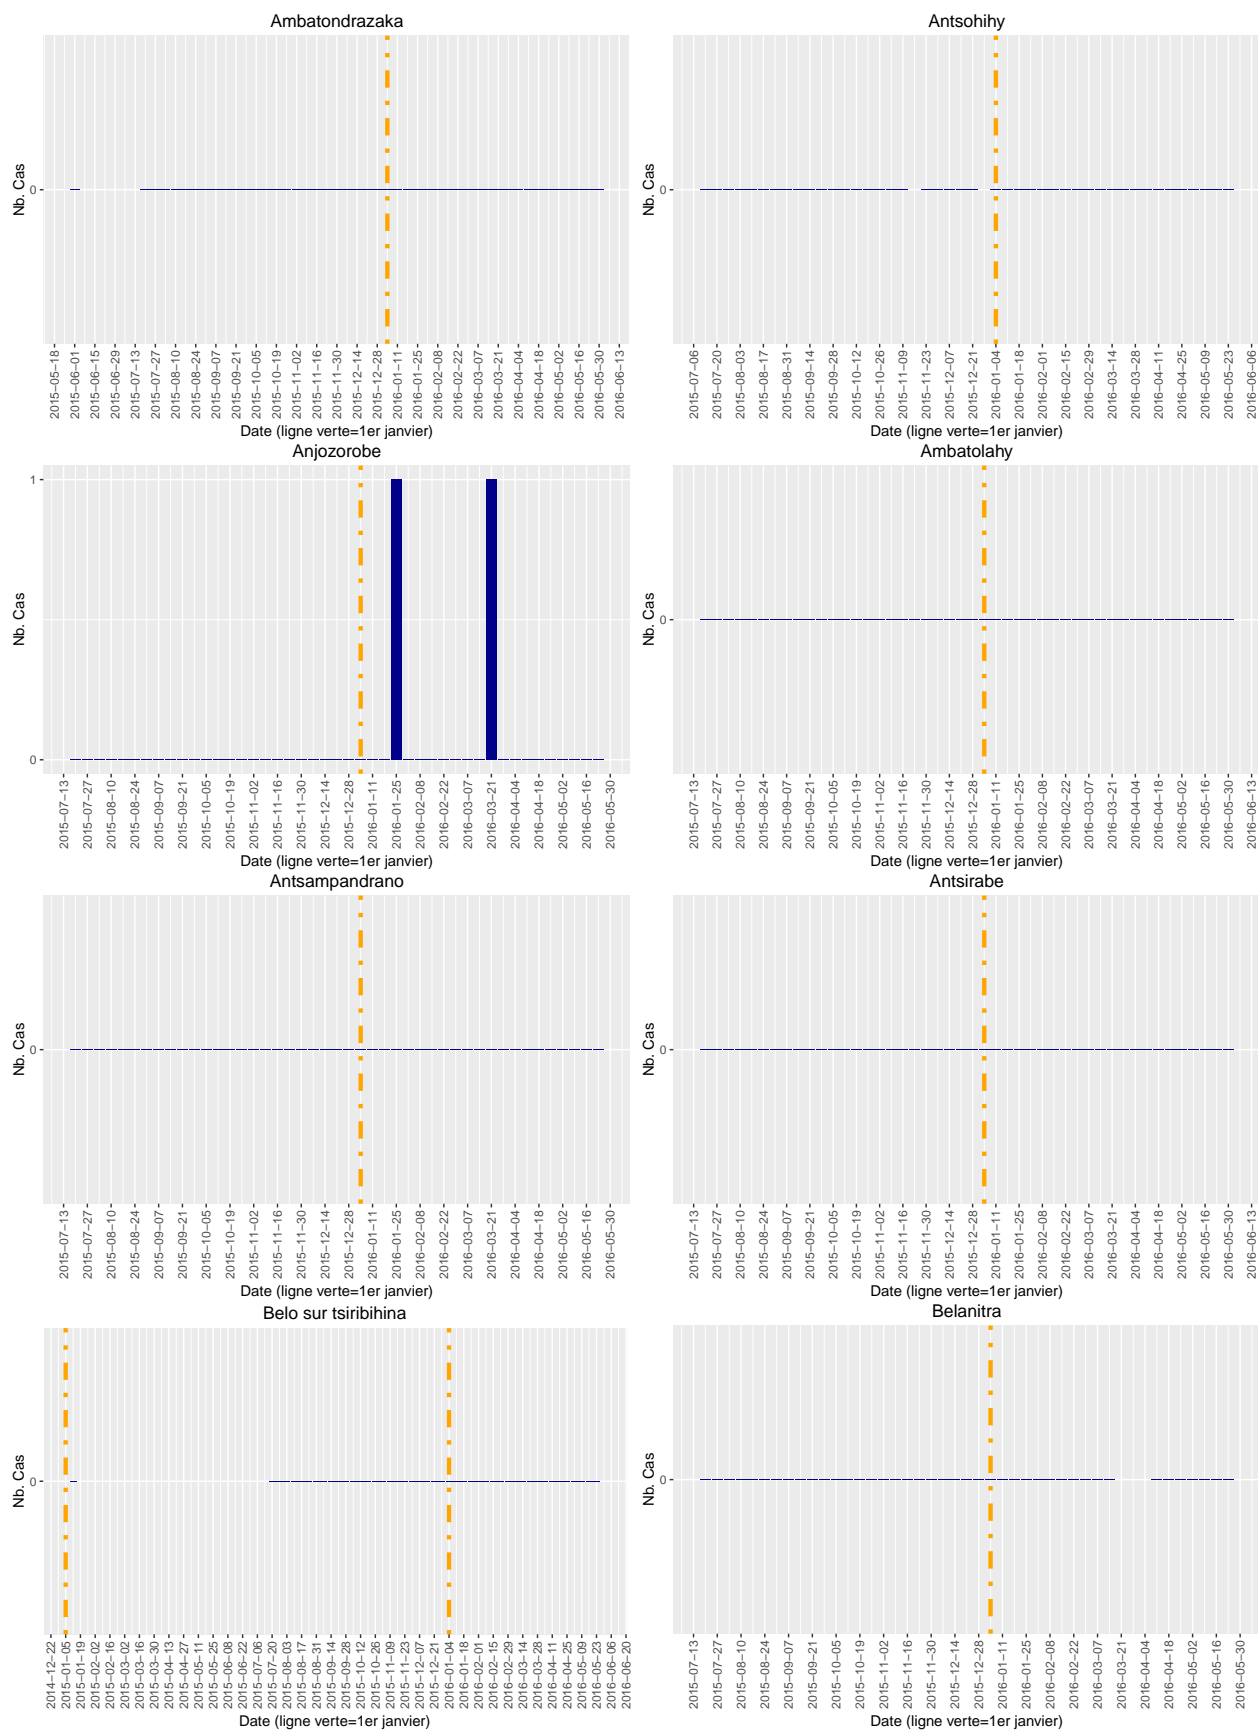 Ambatondrazaka
Nb. Cas
0
2015−05−18 2015−06−01 2015−06−15 2015−06−29 2015−07−13 2015−07−27 2015−08−10 2015−08−24 2015−09−07 2015−09−21 2015−10−05 2015−10−19 2015−11−02 2015−11−16 2015−11−30 2015−12−14 2015−12−28 2016−01−11 2016−01−25 2016−02−08 2016−02−22 2016−03−07 2016−03−21 2016−04−04 2016−04−18 2016−05−02 2016−05−16 2016−05−30 2016−06−13
Date (ligne verte=1er janvier)
Antsohihy
Nb. Cas
0
2015−07−06 2015−07−20 2015−08−03 2015−08−17 2015−08−31 2015−09−14 2015−09−28 2015−10−12 2015−10−26 2015−11−09 2015−11−23 2015−12−07 2015−12−21 2016−01−04 2016−01−18 2016−02−01 2016−02−15 2016−02−29 2016−03−14 2016−03−28 2016−04−11 2016−04−25 2016−05−09 2016−05−23 2016−06−06
Date (ligne verte=1er janvier)
Anjozorobe
Nb. Cas
1
0
2015−07−13 2015−07−27 2015−08−10 2015−08−24 2015−09−07 2015−09−21 2015−10−05 2015−10−19 2015−11−02 2015−11−16 2015−11−30 2015−12−14 2015−12−28 2016−01−11 2016−01−25 2016−02−08 2016−02−22 2016−03−07 2016−03−21 2016−04−04 2016−04−18 2016−05−02 2016−05−16 2016−05−30
Date (ligne verte=1er janvier)
Ambatolahy
Nb. Cas
0
2015−07−13 2015−07−27 2015−08−10 2015−08−24 2015−09−07 2015−09−21 2015−10−05 2015−10−19 2015−11−02 2015−11−16 2015−11−30 2015−12−14 2015−12−28 2016−01−11 2016−01−25 2016−02−08 2016−02−22 2016−03−07 2016−03−21 2016−04−04 2016−04−18 2016−05−02 2016−05−16 2016−05−30 2016−06−13
Date (ligne verte=1er janvier)
Antsampandrano
Nb. Cas
0
2015−07−13 2015−07−27 2015−08−10 2015−08−24 2015−09−07 2015−09−21 2015−10−05 2015−10−19 2015−11−02 2015−11−16 2015−11−30 2015−12−14 2015−12−28 2016−01−11 2016−01−25 2016−02−08 2016−02−22 2016−03−07 2016−03−21 2016−04−04 2016−04−18 2016−05−02 2016−05−16 2016−05−30
Date (ligne verte=1er janvier)
Antsirabe
Nb. Cas
0
2015−07−13 2015−07−27 2015−08−10 2015−08−24 2015−09−07 2015−09−21 2015−10−05 2015−10−19 2015−11−02 2015−11−16 2015−11−30 2015−12−14 2015−12−28 2016−01−11 2016−01−25 2016−02−08 2016−02−22 2016−03−07 2016−03−21 2016−04−04 2016−04−18 2016−05−02 2016−05−16 2016−05−30 2016−06−13
Date (ligne verte=1er janvier)
Belo sur tsiribihina
Nb. Cas
0
2014−12−22 2015−01−05 2015−01−19 2015−02−02 2015−02−16 2015−03−02 2015−03−16 2015−03−30 2015−04−13 2015−04−27 2015−05−11 2015−05−25 2015−06−08 2015−06−22 2015−07−06 2015−07−20 2015−08−03 2015−08−17 2015−08−31 2015−09−14 2015−09−28 2015−10−12 2015−10−26 2015−11−09 2015−11−23 2015−12−07 2015−12−21 2016−01−04 2016−01−18 2016−02−01 2016−02−15 2016−02−29 2016−03−14 2016−03−28 2016−04−11 2016−04−25 2016−05−09 2016−05−23 2016−06−06 2016−06−20
Date (ligne verte=1er janvier)
Belanitra
Nb. Cas
0
2015−07−13 2015−07−27 2015−08−10 2015−08−24 2015−09−07 2015−09−21 2015−10−05 2015−10−19 2015−11−02 2015−11−16 2015−11−30 2015−12−14 2015−12−28 2016−01−11 2016−01−25 2016−02−08 2016−02−22 2016−03−07 2016−03−21 2016−04−04 2016−04−18 2016−05−02 2016−05−16 2016−05−30
Date (ligne verte=1er janvier)